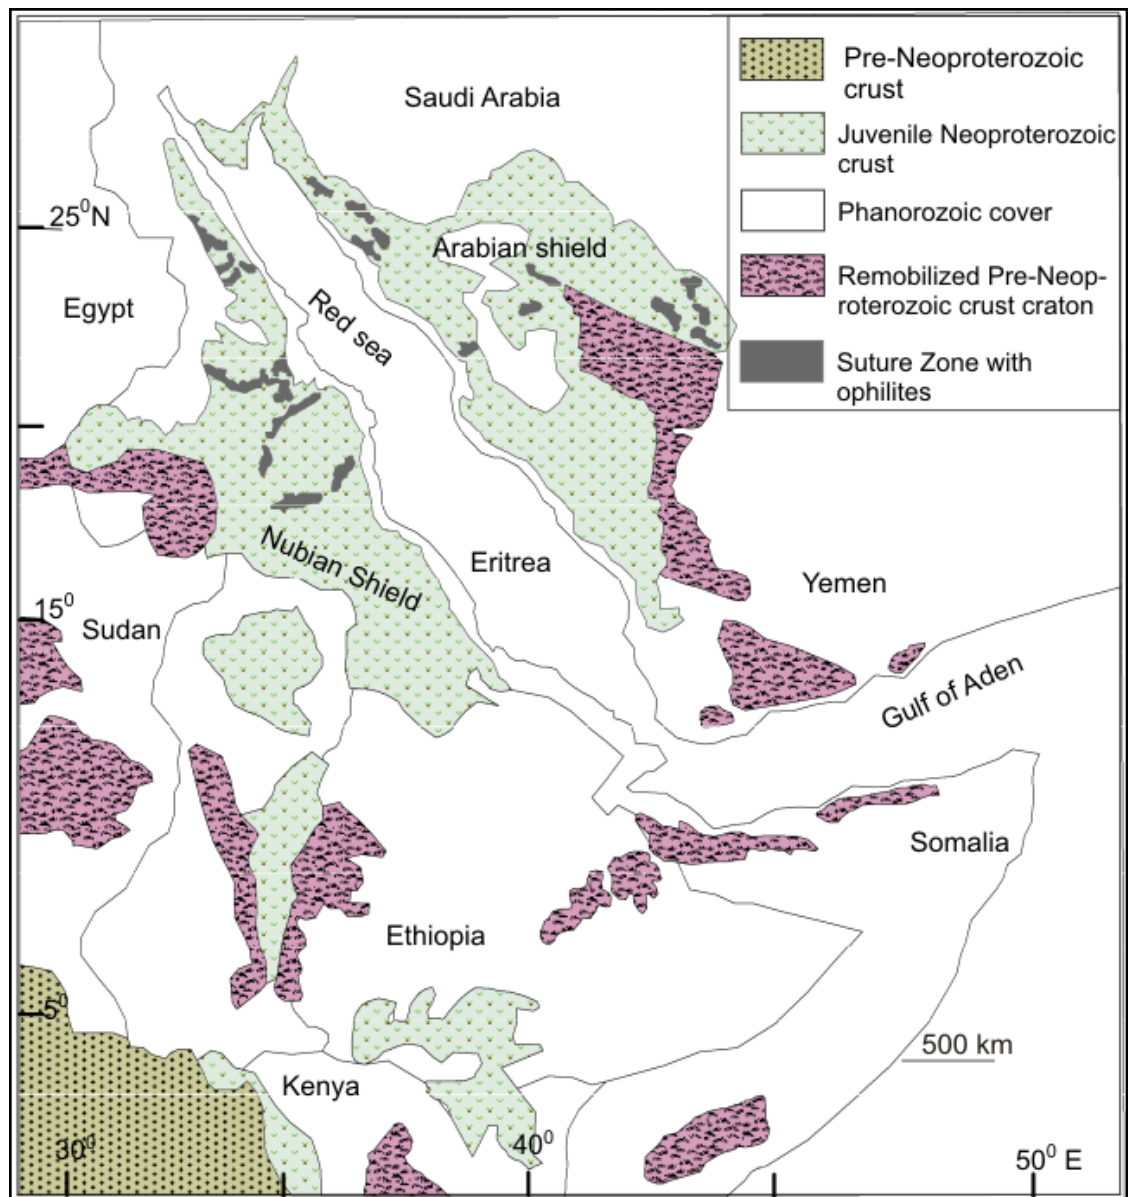 Saudi Arabia
Pre-Neoproterozoic
crust
Juvenile Neoproterozoic
crust
Phanorozoic cover
Remobilized Pre-Neop-
roterozoic crust craton
Suture Zone with
ophilites
25⁰N
Arabian shield
Egypt
Red sea
Nubian Shield
Eritrea
Yemen
15⁰
Sudan
Gulf of Aden
Somalia
Ethiopia
5⁰
500 km
Kenya
30⁰
40⁰
50⁰ E